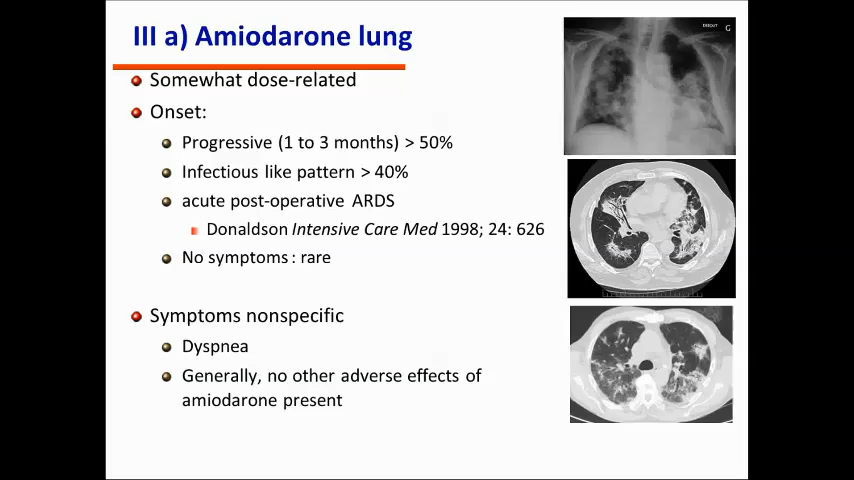 III a) Amiodarone lung
Somewhat dose-related
Onset:
Progressive (1 to 3 months) > 50%
Infectious like pattern > 40%
acute post-operative ARDS
Donaldson Intensive Care Med 1998; 24: 626
No symptoms : rare
Symptoms nonspecific
Dyspnea
Generally, no other adverse effects of
amiodarone present
G